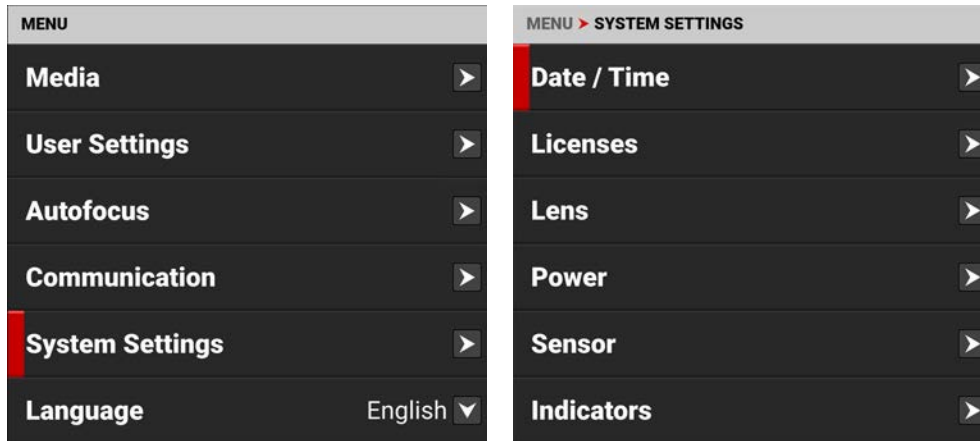 MENU
Media
User Settings
Autofocus
Communication
System Settings
Language English
MENU > SYSTEM SETTINGS
Date / Time
Licenses
Lens
Power
Sensor
Indicators